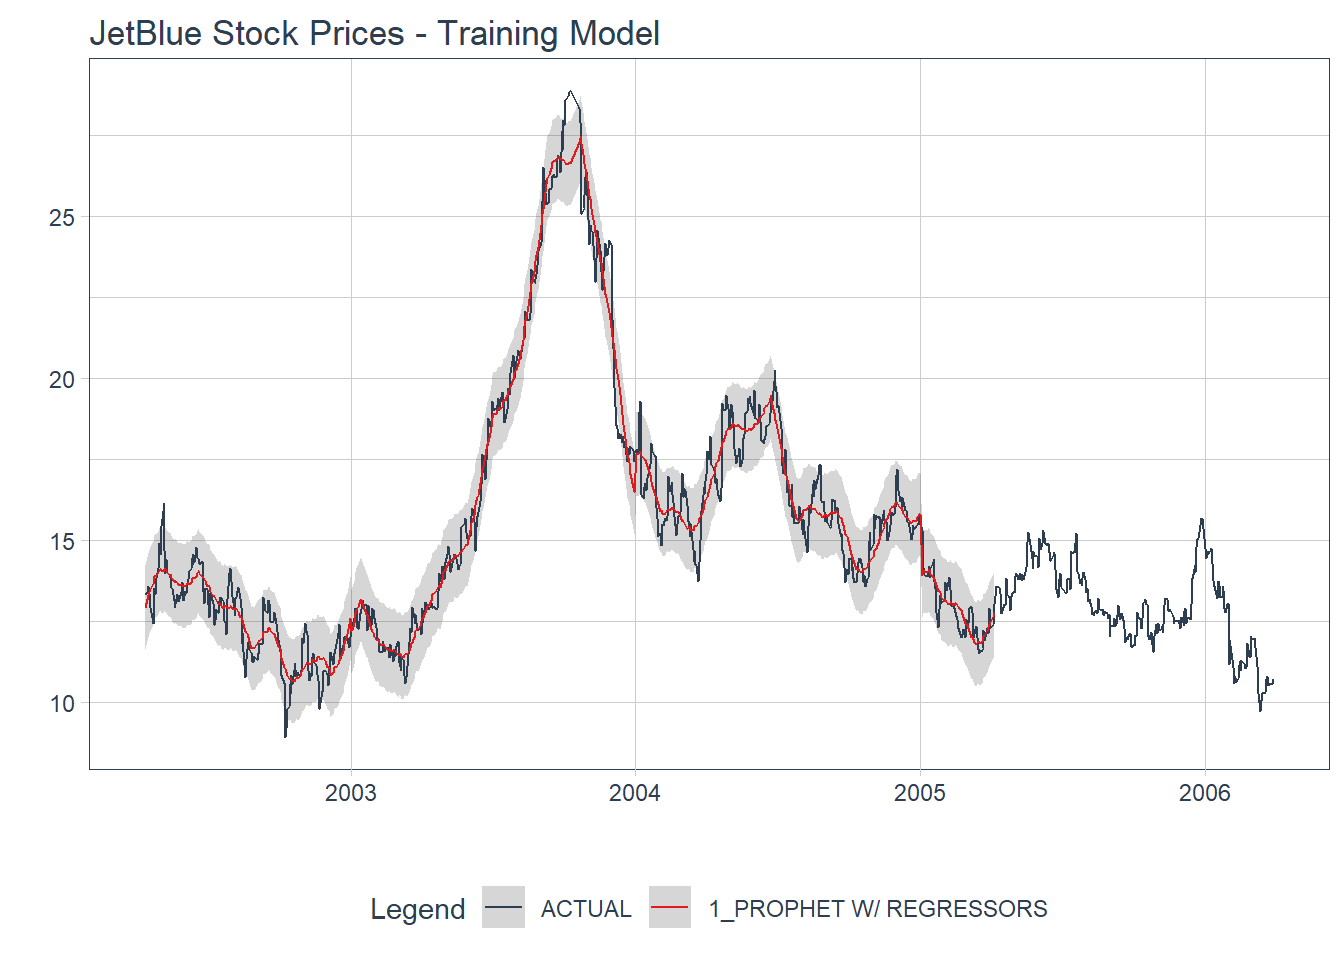 JetBlue Stock Prices - Training Model
25
20
15
10
2003 2004 2005 2006
Legend ACTUAL 1_PROPHET W/ REGRESSORS